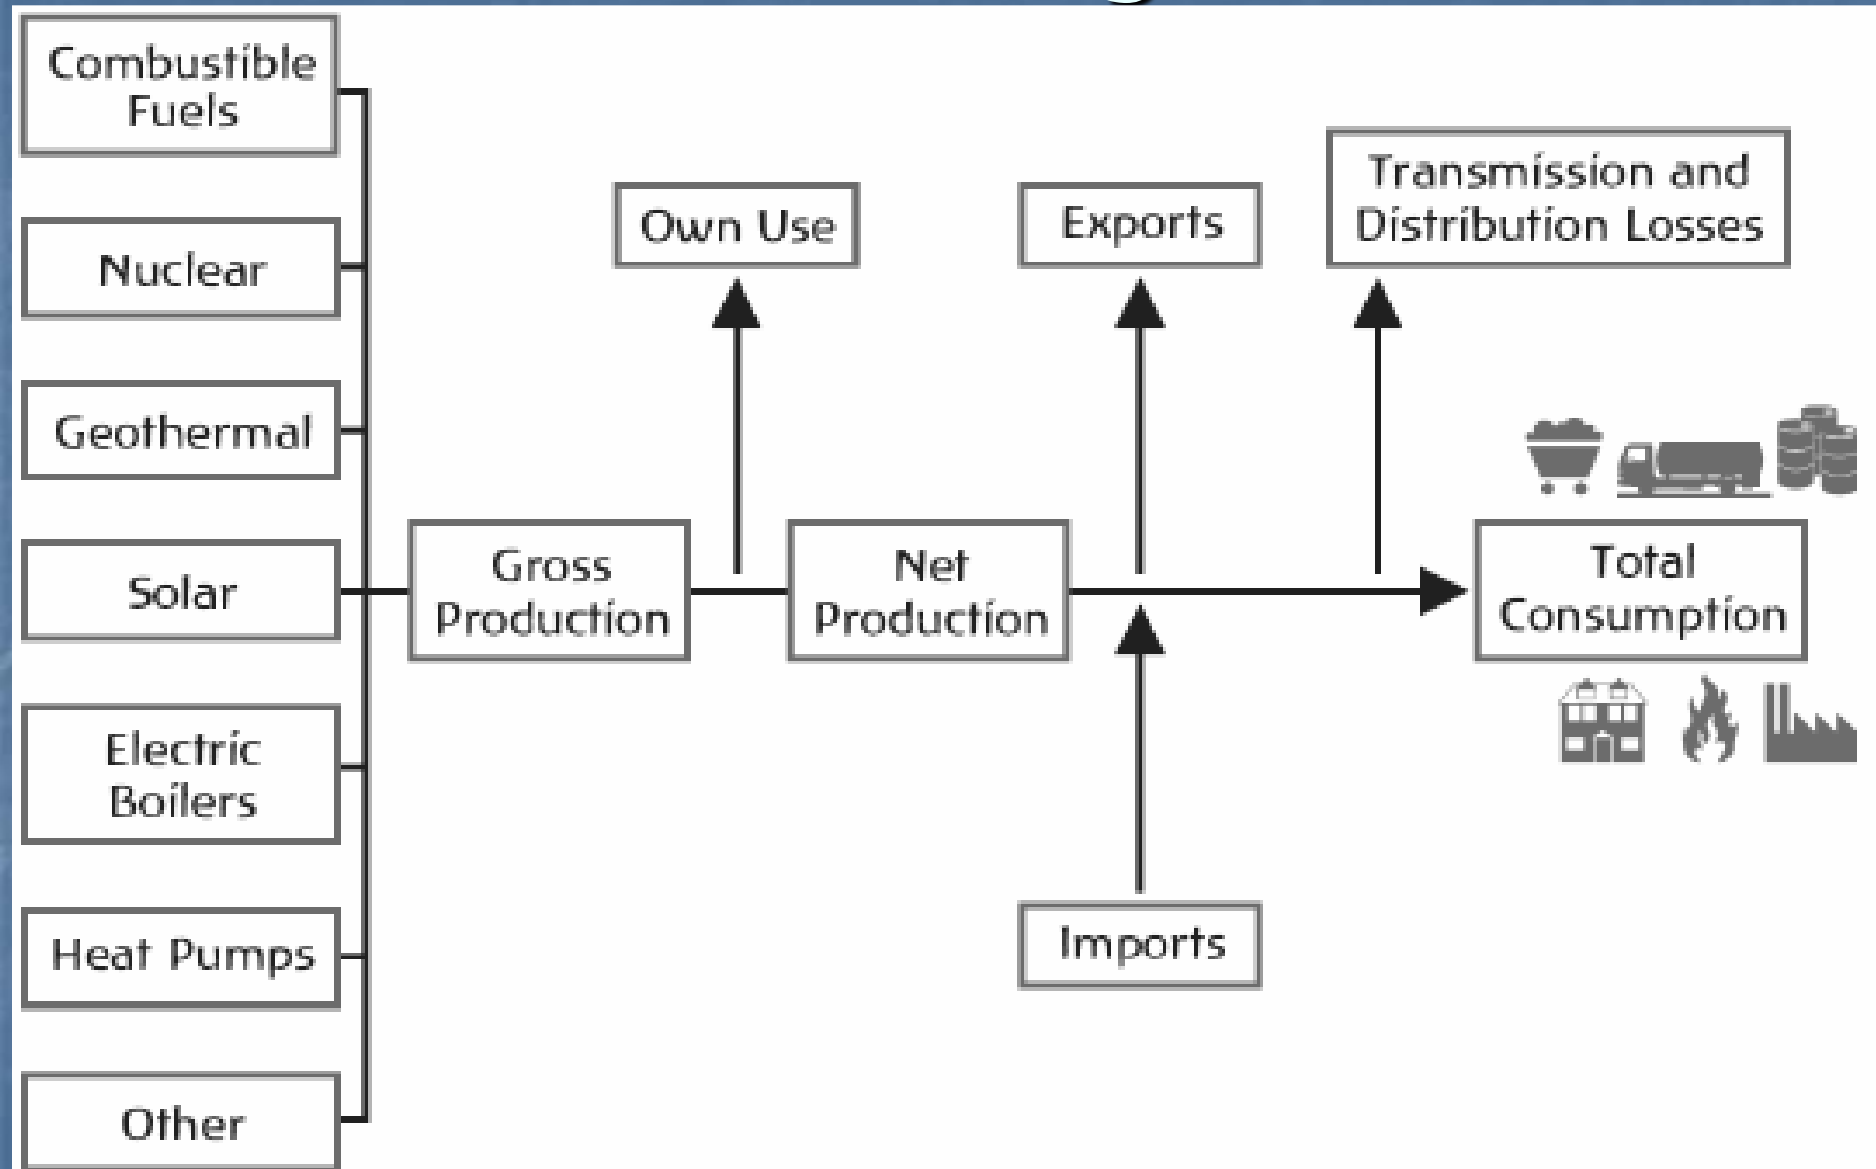 Combustible
Fuels
Nuclear
Geothermal
Solar
Electric
Boilers
Heat Pumps
Other
Gross
Production
Own Use
Net
Production
Exports
Imports
Transmission and
Distribution Losses
Total
Consumption